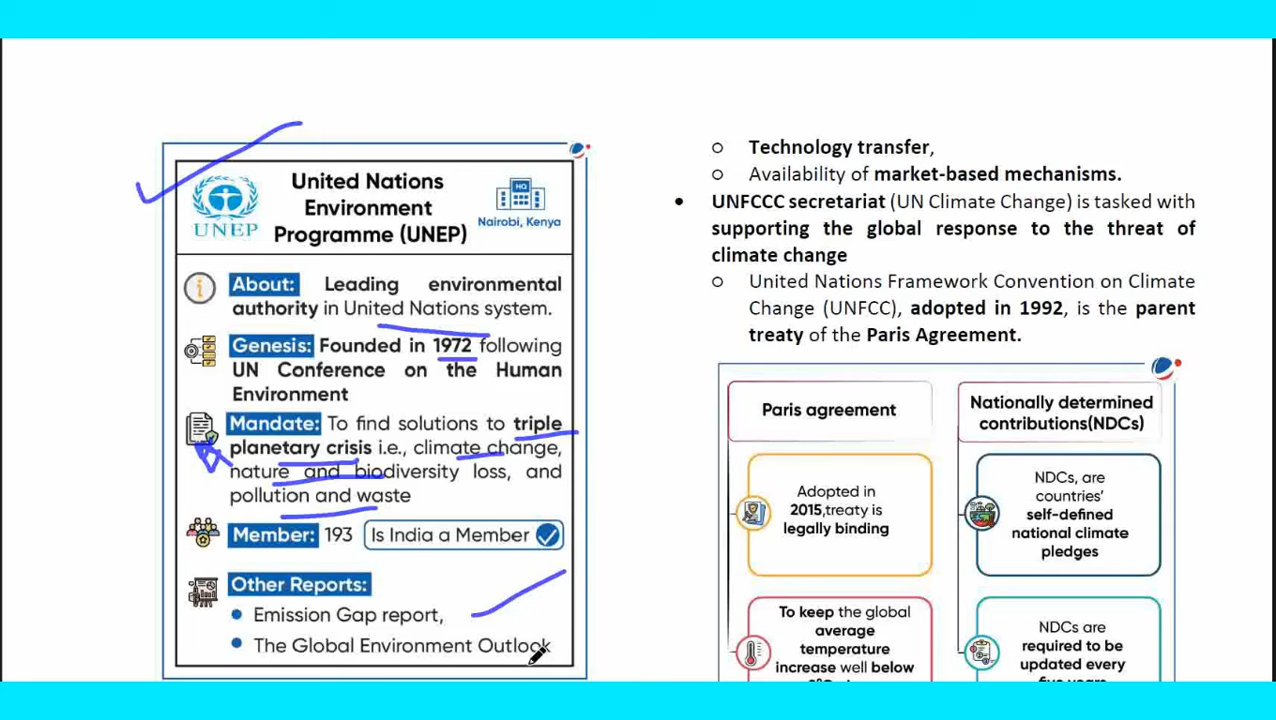 United Nations
Environment
Programme (UNEP)
UNEP
HQ
Nairobi, Kenya
About: Leading environmental
authority in United Nations system.
Genesis: Founded in 1972 following
UN Conference on the Human
Environment
Mandate: To find solutions to triple
planetary crisis i.e., climate change,
nature and biodiversity loss, and
pollution and waste
Member: 193 Is India a Member
Other Reports:
• Emission Gap report,
• The Global Environment Outlook
○ Technology transfer,
○ Availability of market-based mechanisms.
• UNFCCC secretariat (UN Climate Change) is tasked with
supporting the global response to the threat of
climate change
○ United Nations Framework Convention on Climate
Change (UNFCC), adopted in 1992, is the parent
treaty of the Paris Agreement.
Paris agreement
Adopted in
2015,treaty is
legally binding
To keep the global
average
temperature
increase well below
Nationally determined
contributions(NDCs)
NDCs, are
countries'
self-defined
national climate
pledges
NDCs are
required to be
updated every
five years